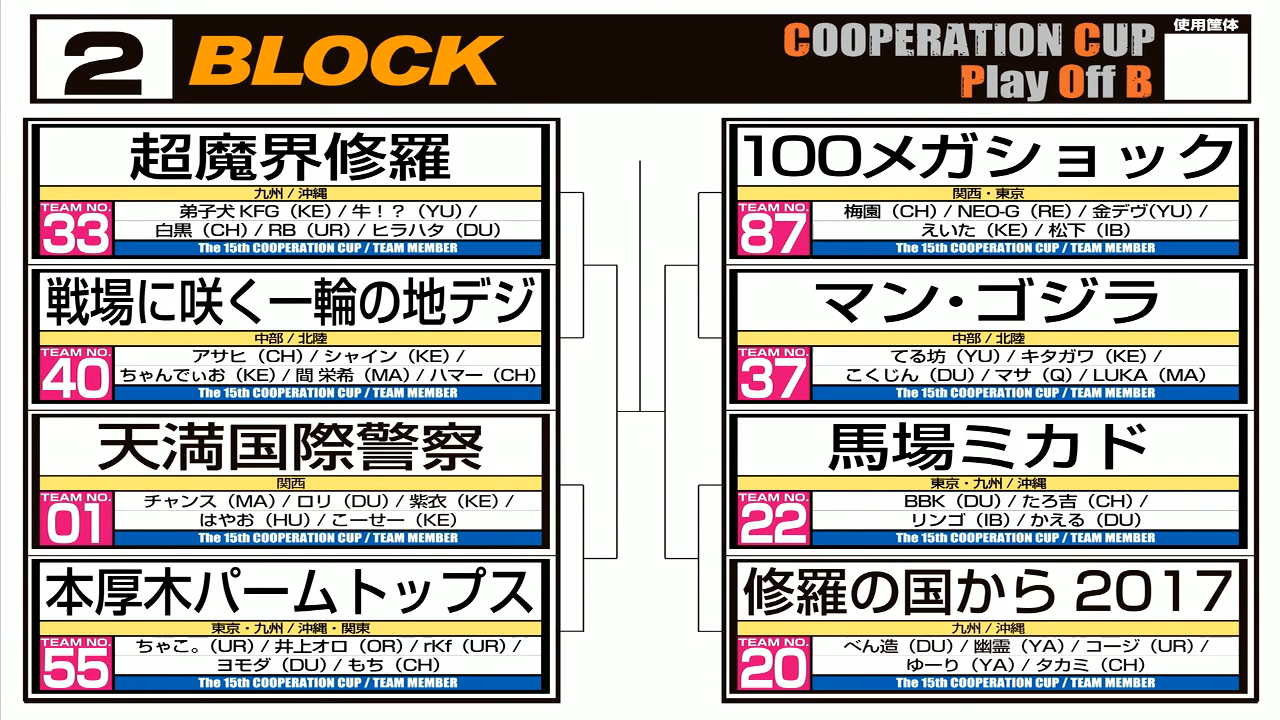 2 BLOCK
COOPERATION CUP
Play Off B
使用筐体
超魔界修羅
九州 / 沖縄
TEAM NO.
33
弟子犬 KFG（KE）/ 牛！？（YU）/
白黒（CH）/ RB（UR）/ ヒラハタ（DU）
The 15th COOPERATION CUP / TEAM MEMBER
戦場に咲く一輪の地デジ
中部 / 北陸
TEAM NO.
40
アサヒ（CH）/ シャイン（KE）/
ちゃんでぃお（KE）/ 間 栄希（MA）/ ハマー（CH）
The 15th COOPERATION CUP / TEAM MEMBER
天満国際警察
関西
TEAM NO.
01
チャンス（MA）/ ロリ（DU）/ 紫衣（KE）/
はやお（HU）/ こーせー（KE）
The 15th COOPERATION CUP / TEAM MEMBER
本厚木パームトップス
東京・九州 / 沖縄・関東
TEAM NO.
55
ちゃこ。（UR）/ 井上オロ（OR）/ rKf（UR）/
ヨモダ（DU）/ もち（CH）
The 15th COOPERATION CUP / TEAM MEMBER
100メガショック
関西・東京
TEAM NO.
87
梅園（CH）/ NEO-G（RE）/ 金デヴ(YU）/
えいた（KE）/ 松下（IB）
The 15th COOPERATION CUP / TEAM MEMBER
マン・ゴジラ
中部 / 北陸
TEAM NO.
37
てる坊（YU）/ キタガワ（KE）/
こくじん（DU）/ マサ（Q）/ LUKA（MA）
The 15th COOPERATION CUP / TEAM MEMBER
馬場ミカド
東京・九州 / 沖縄
TEAM NO.
22
BBK（DU）/ たろ吉（CH）/
リンゴ（IB）/ かえる（DU）
The 15th COOPERATION CUP / TEAM MEMBER
修羅の国から 2017
九州 / 沖縄
TEAM NO.
20
べん造（DU）/ 幽霊（YA）/ コージ（UR）/
ゆーり（YA）/ タカミ（CH）
The 15th COOPERATION CUP / TEAM MEMBER